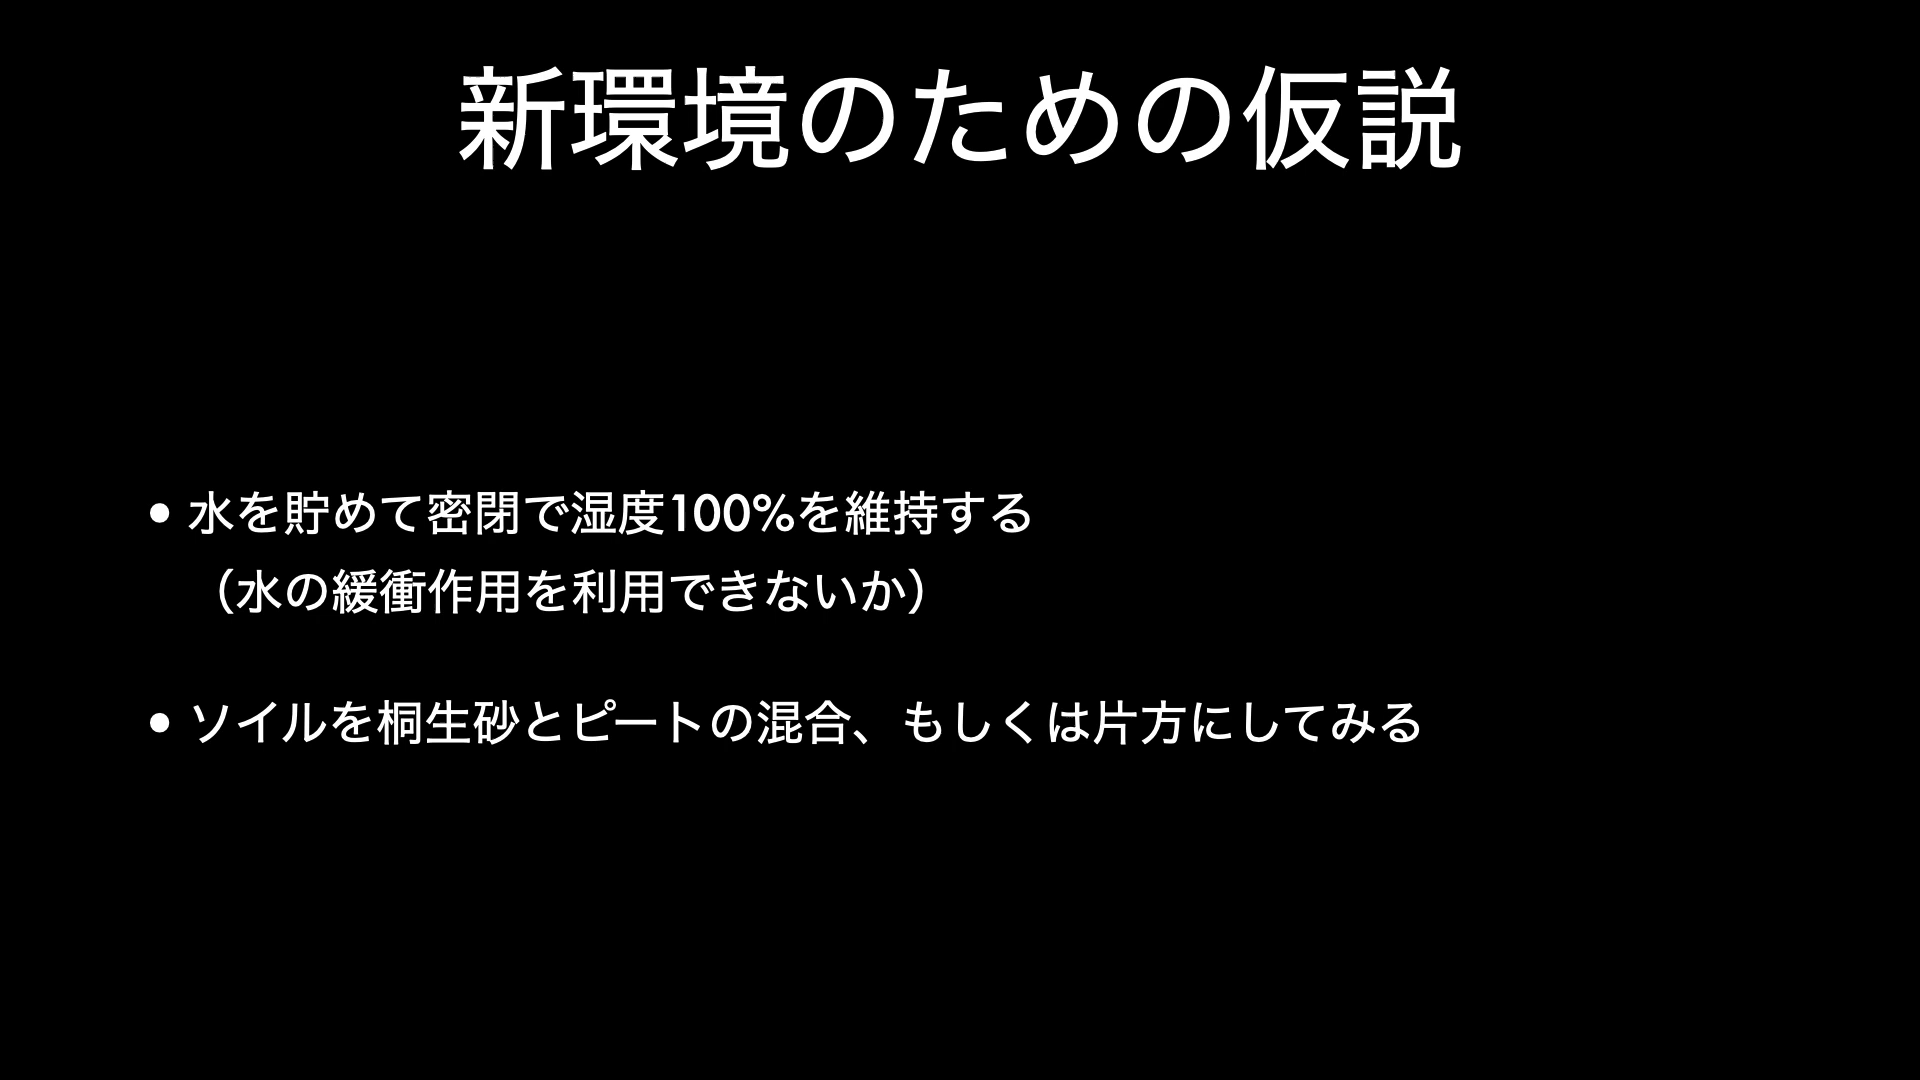 新環境のための仮説
• 水を貯めて密閉で湿度100%を維持する
（水の緩衝作用を利用できないか）
• ソイルを桐生砂とピートの混合、もしくは片方にしてみる